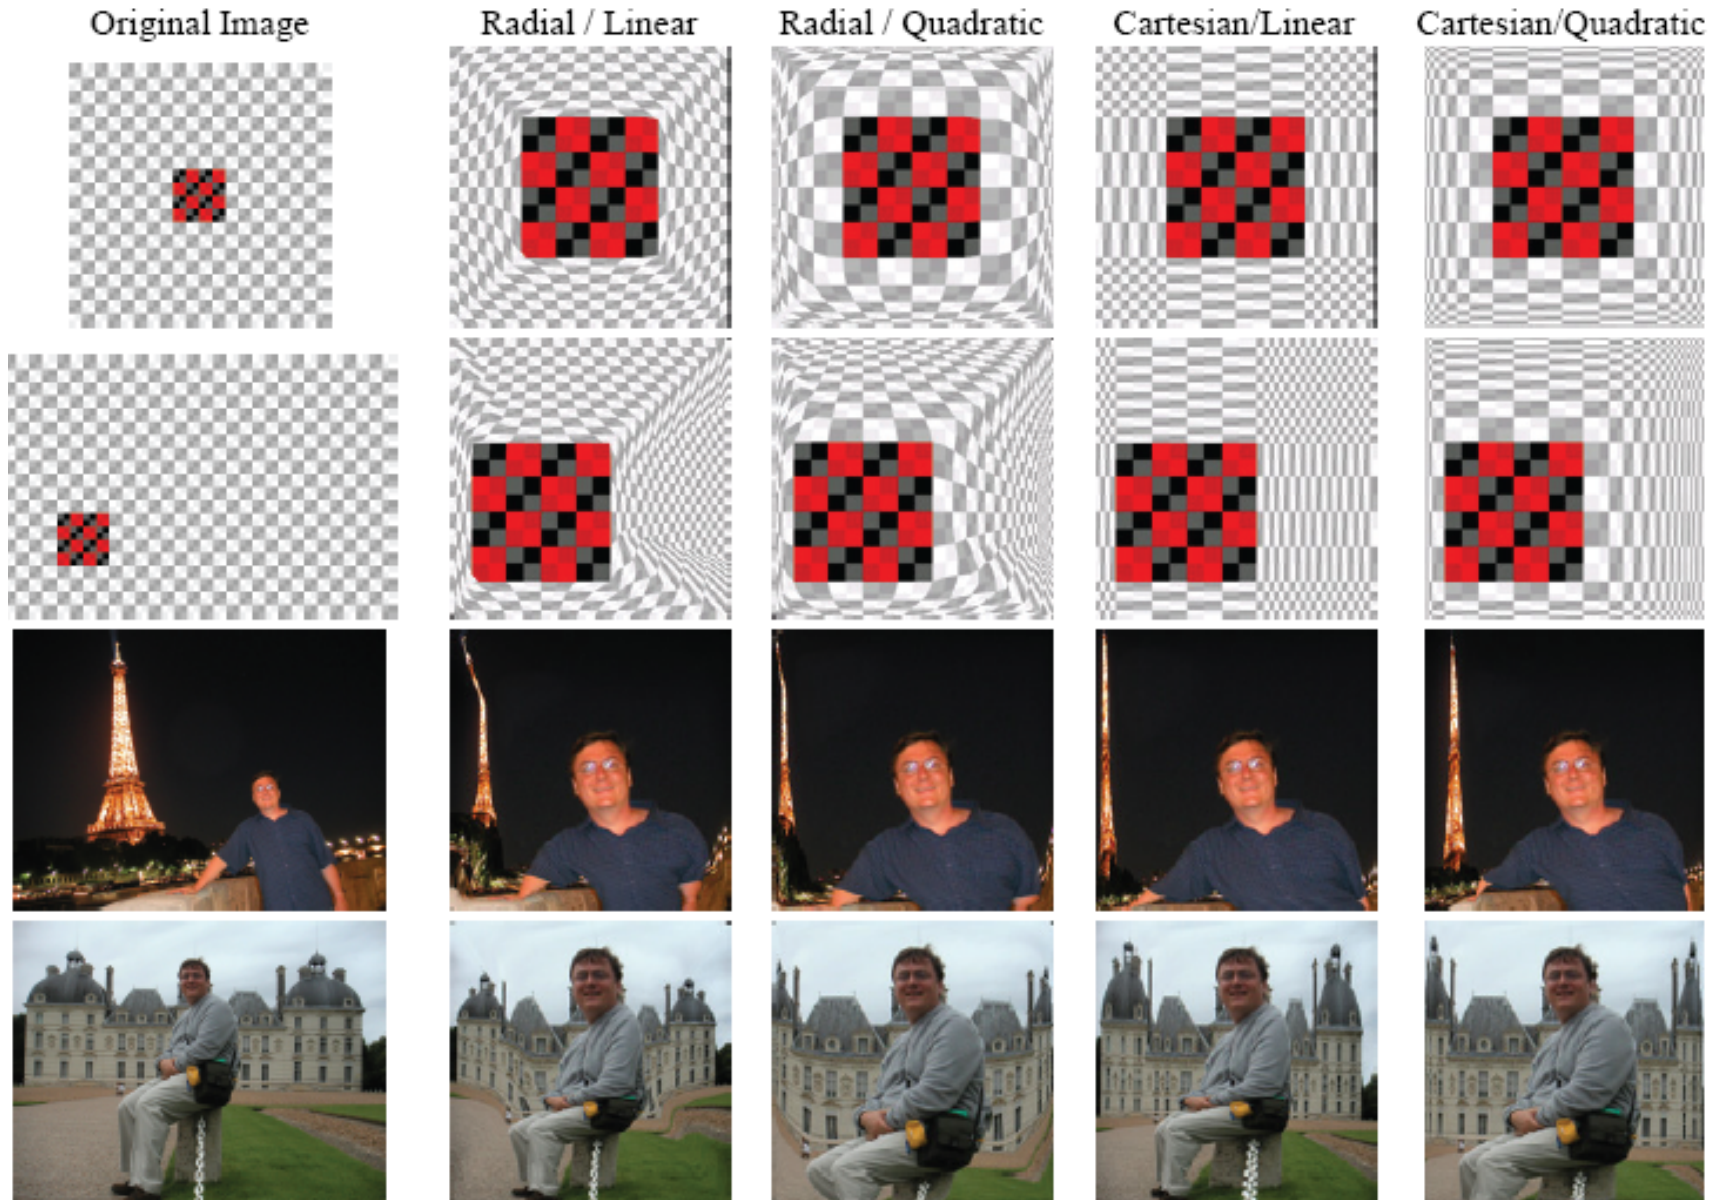 Original Image
Radial / Linear
Radial / Quadratic
Cartesian/Linear
Cartesian/Quadratic